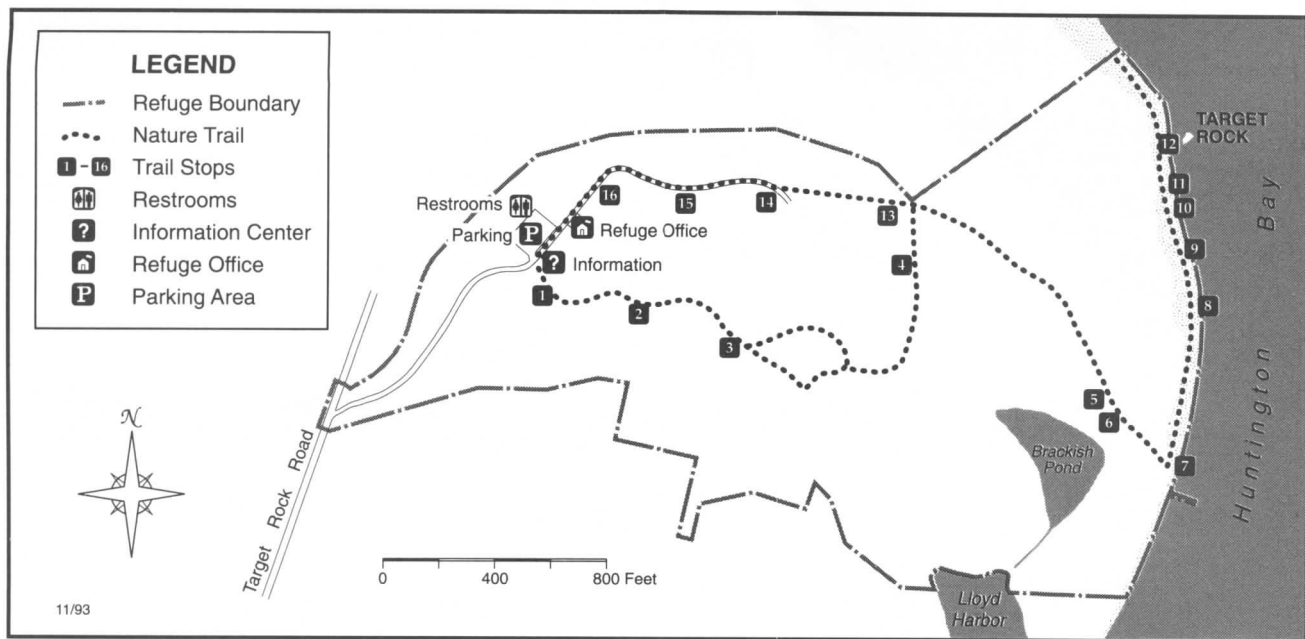 LEGEND
Refuge Boundary
Nature Trail
1 - 16 Trail Stops
Restrooms
? Information Center
Refuge Office
P Parking Area
TARGET
ROCK
12
11
10
9
8
7
Huntington Bay
16
15
14
13
Restrooms
Parking P
Refuge Office
? Information
4
1
2
3
5
6
Brackish
Pond
Target Rock Road
N
0 400 800 Feet
Lloyd
Harbor
11/93